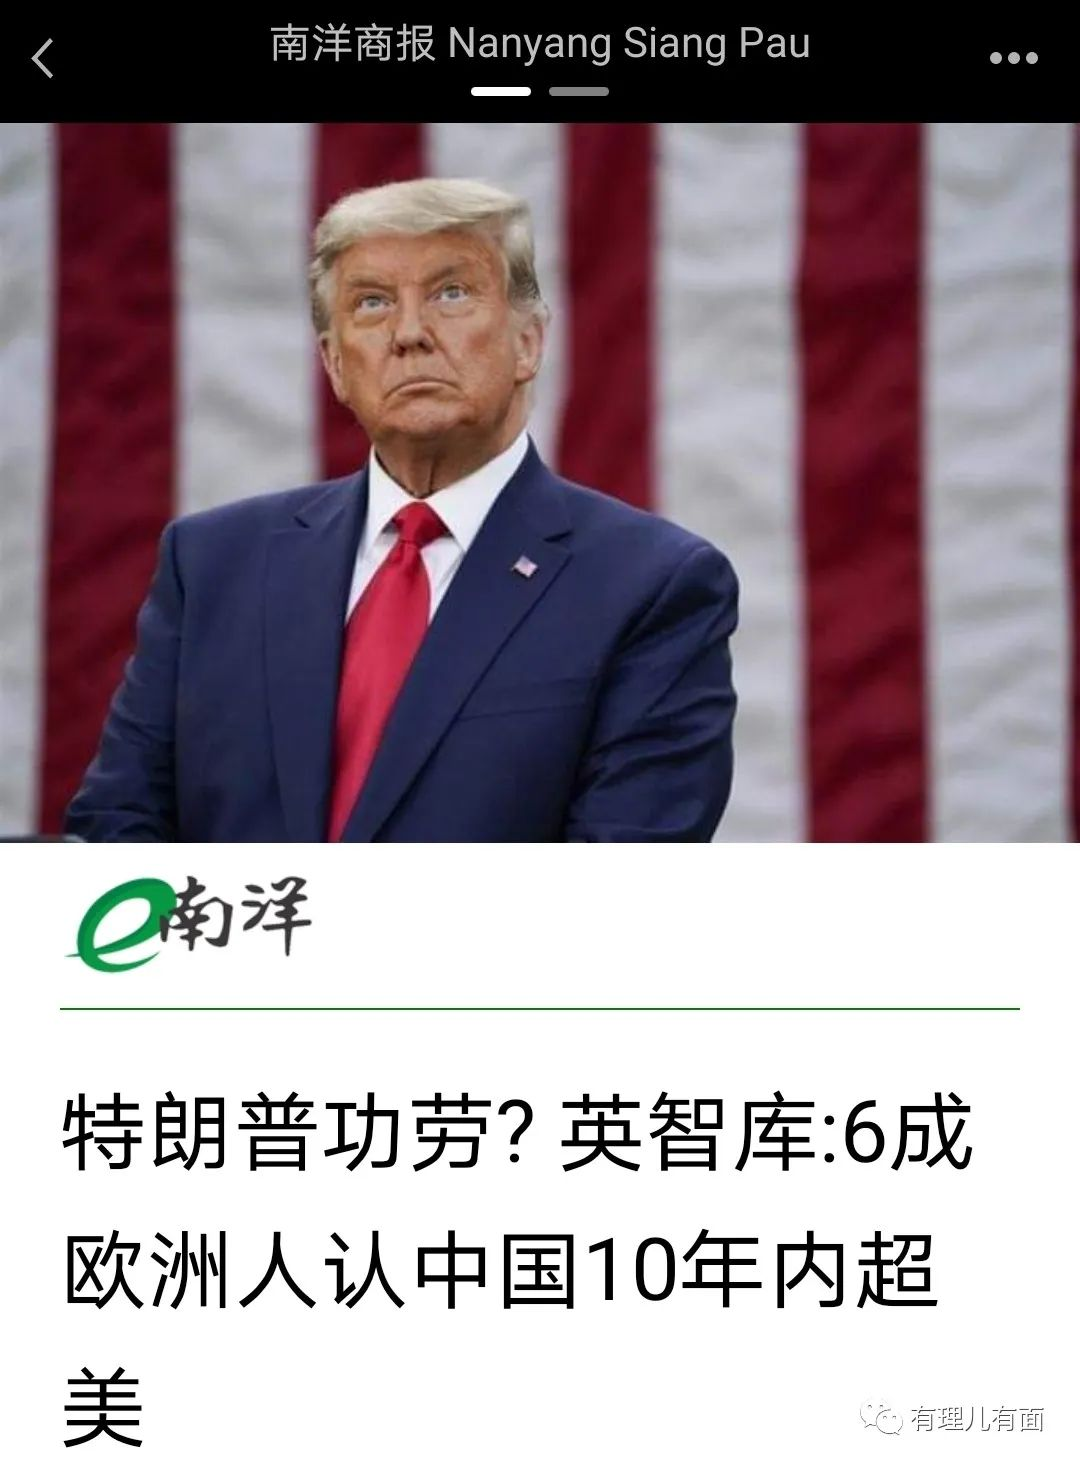 南洋商报 Nanyang Siang Pau
e南洋
特朗普功劳? 英智库:6成
欧洲人认中国10年内超
美
有理儿有面